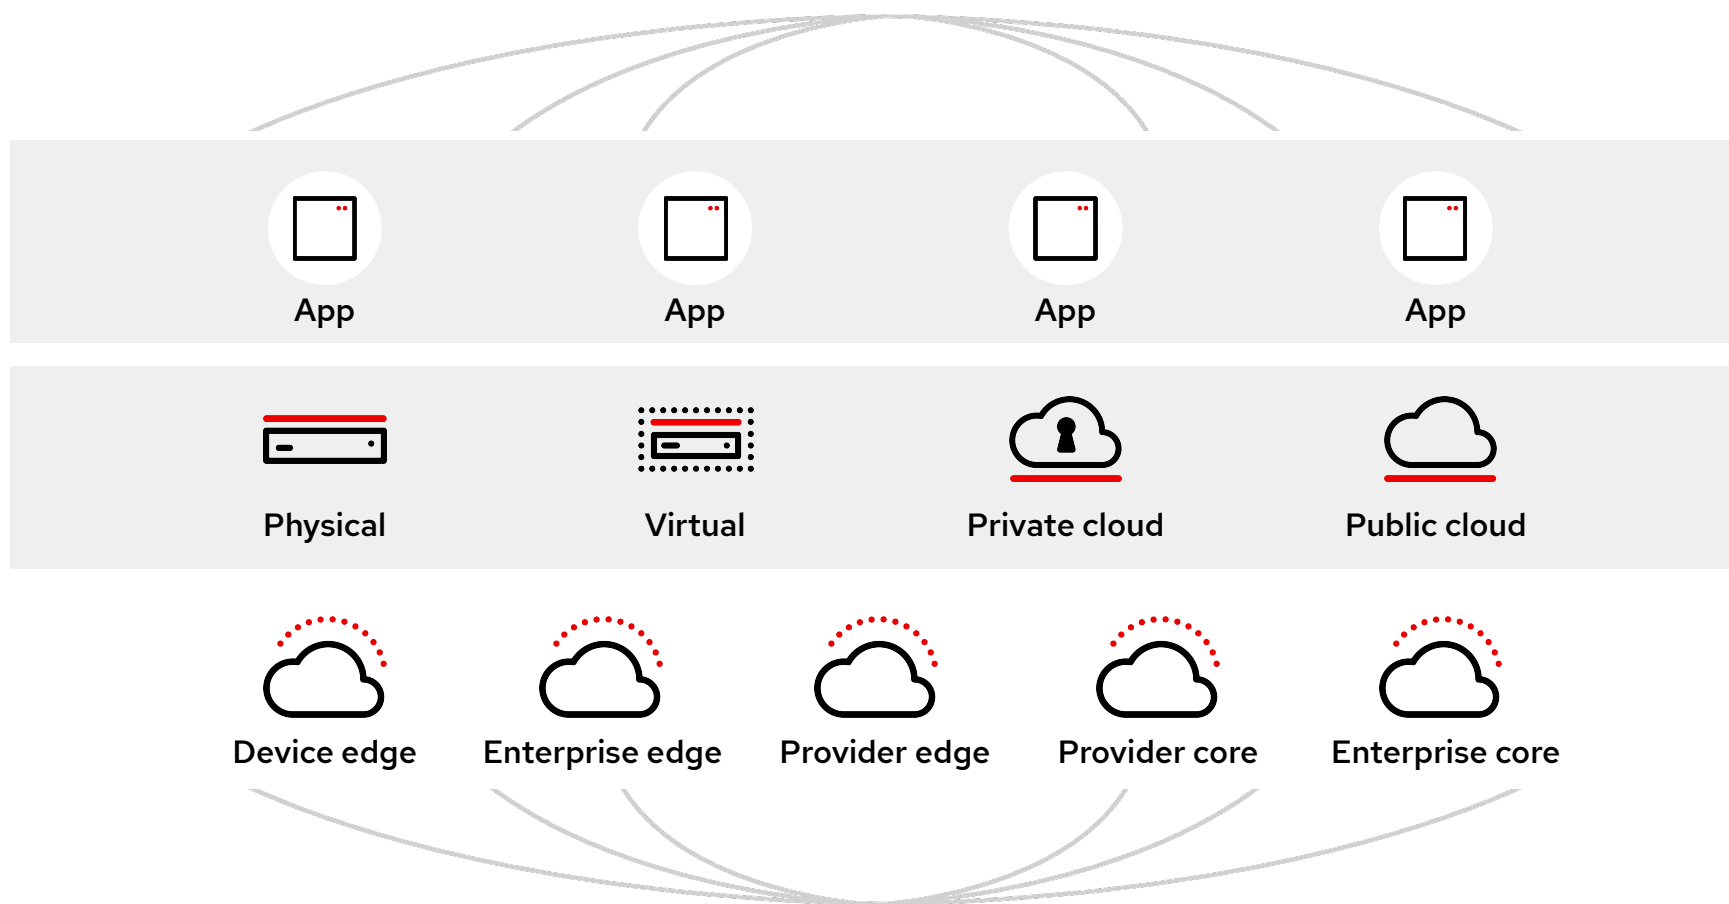 App
App
App
App
Physical
Virtual
Private cloud
Public cloud
Device edge
Enterprise edge
Provider edge
Provider core
Enterprise core